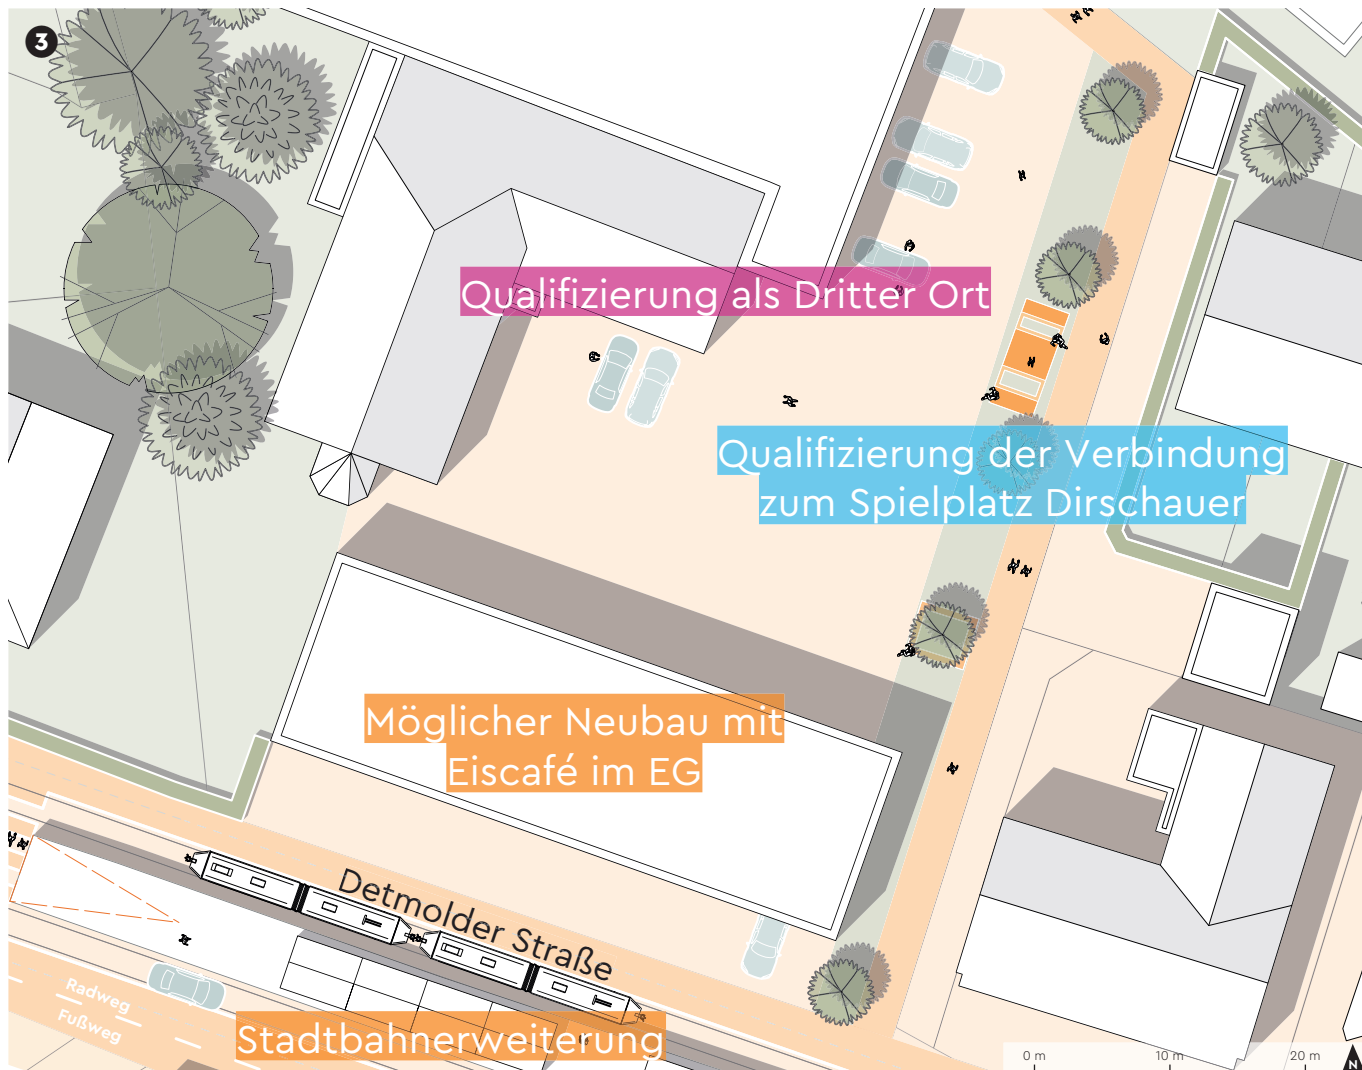 3
Qualifizierung als Dritter Ort
Qualifizierung der Verbindung
zum Spielplatz Dirschauer
Möglicher Neubau mit
Eiscafé im EG
Detmolder Straße
Radweg
Fußweg
Stadtbahnerweiterung
0 m
10 m
20 m
N